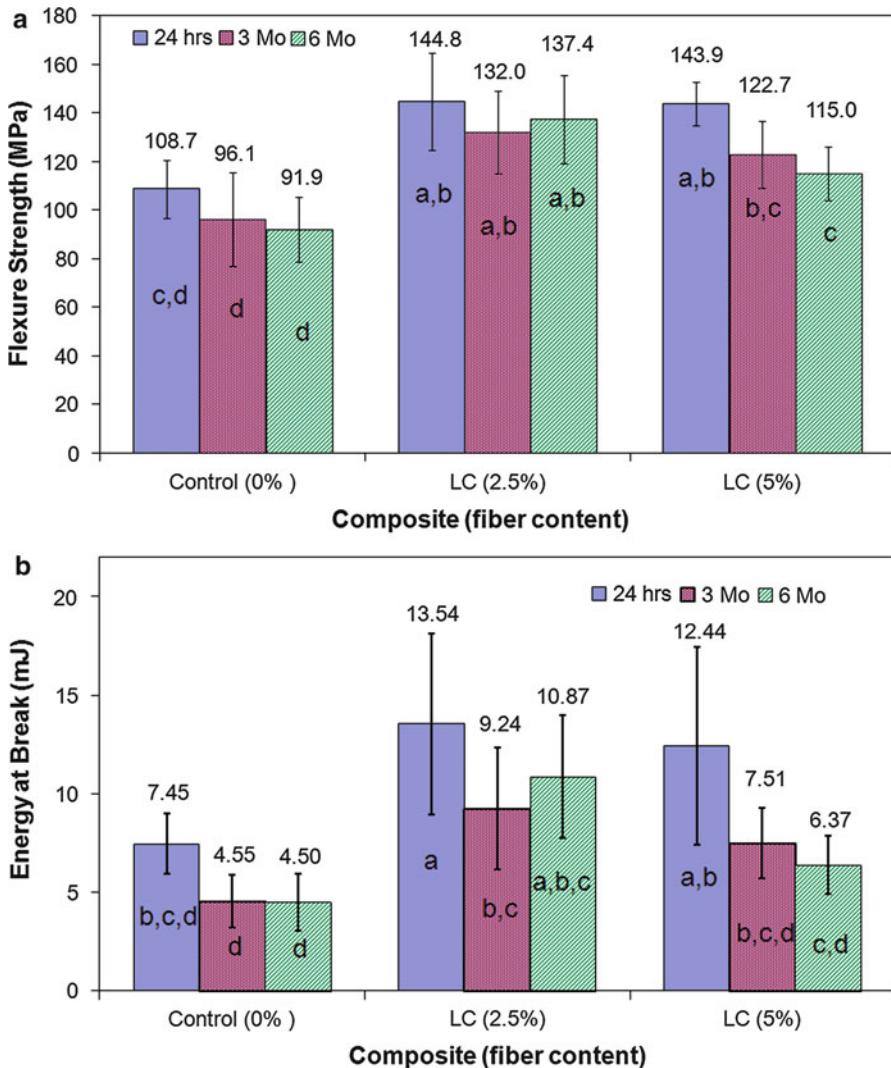 a
24 hrs 3 Mo 6 Mo
Flexure Strength (MPa)
180
160
140
120
100
80
60
40
20
0
108.7
96.1
91.9
144.8
132.0
137.4
143.9
122.7
115.0
c,d
d
d
a,b
a,b
a,b
a,b
b,c
c
Control (0% )
LC (2.5%)
LC (5%)
Composite (fiber content)
b
24 hrs 3 Mo 6 Mo
Energy at Break (mJ)
20
15
10
5
0
7.45
4.55
4.50
13.54
9.24
10.87
12.44
7.51
6.37
b,c,d
d
d
a
b,c
a,b,c
a,b
b,c,d
c,d
Control (0% )
LC (2.5%)
LC (5%)
Composite (fiber content)